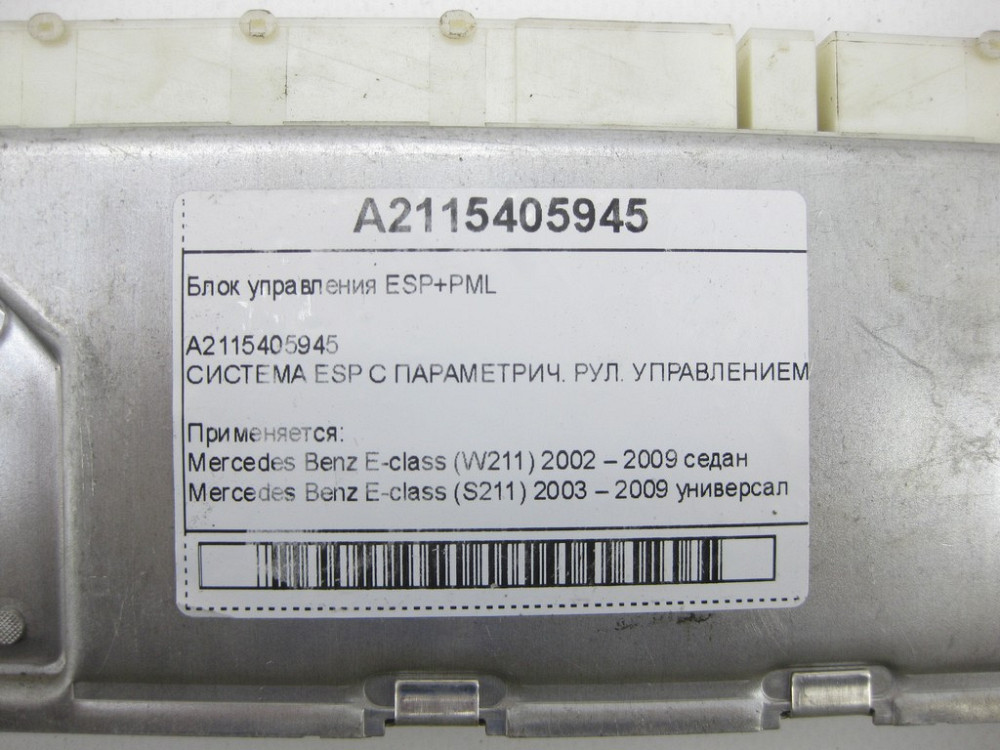 A2115405945
Блок управления ESP+PML
A2115405945
СИСТЕМА ESP С ПАРАМЕТРИЧ. РУЛ. УПРАВЛЕНИЕМ
Применяется:
Mercedes Benz E-class (W211) 2002 – 2009 седан
Mercedes Benz E-class (S211) 2003 – 2009 универсал